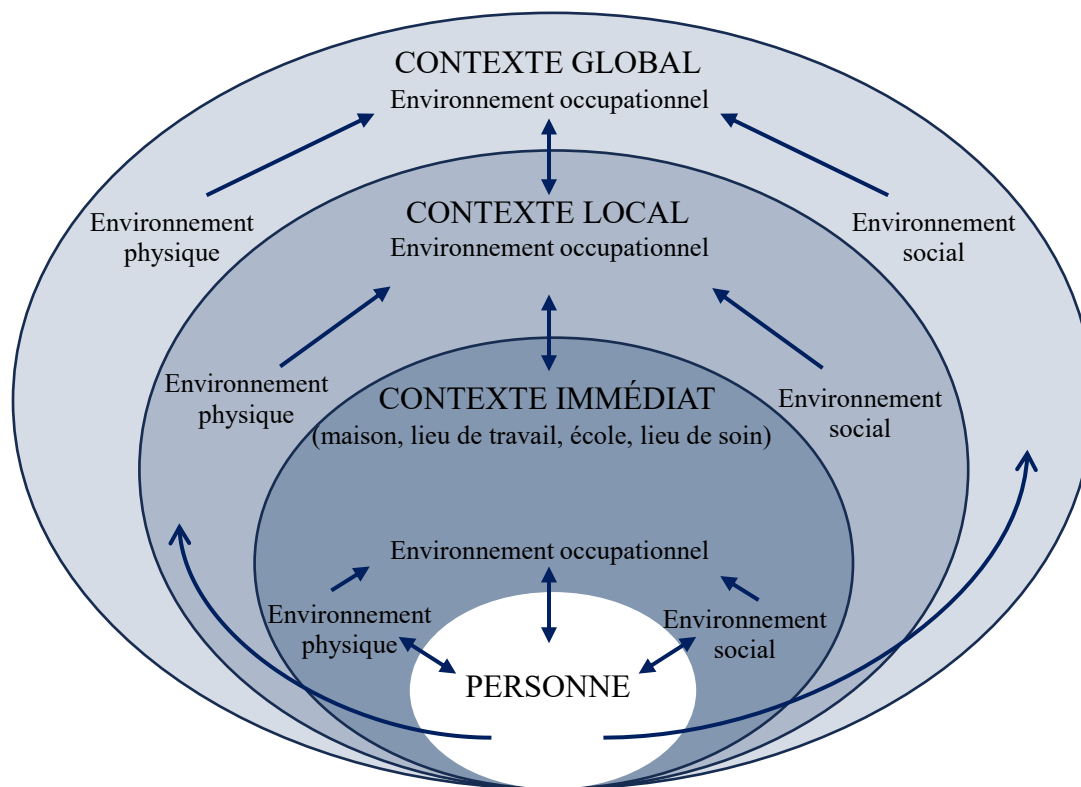 CONTEXTE GLOBAL
Environnement occupationnel
Environnement
physique
Environnement
social
CONTEXTE LOCAL
Environnement occupationnel
Environnement
physique
Environnement
social
CONTEXTE IMMÉDIAT
(maison, lieu de travail, école, lieu de soin)
Environnement occupationnel
Environnement
physique
Environnement
social
PERSONNE